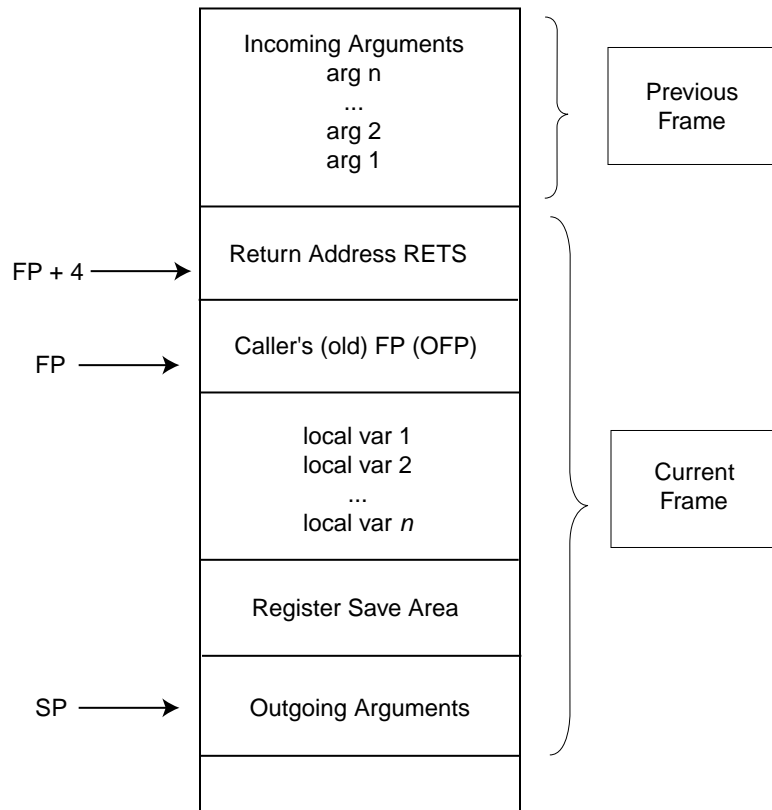 Incoming Arguments
arg n
...
arg 2
arg 1
Previous
Frame
FP + 4
Return Address RETS
FP
Caller's (old) FP (OFP)
local var 1
local var 2
...
local var n
Current
Frame
Register Save Area
SP
Outgoing Arguments